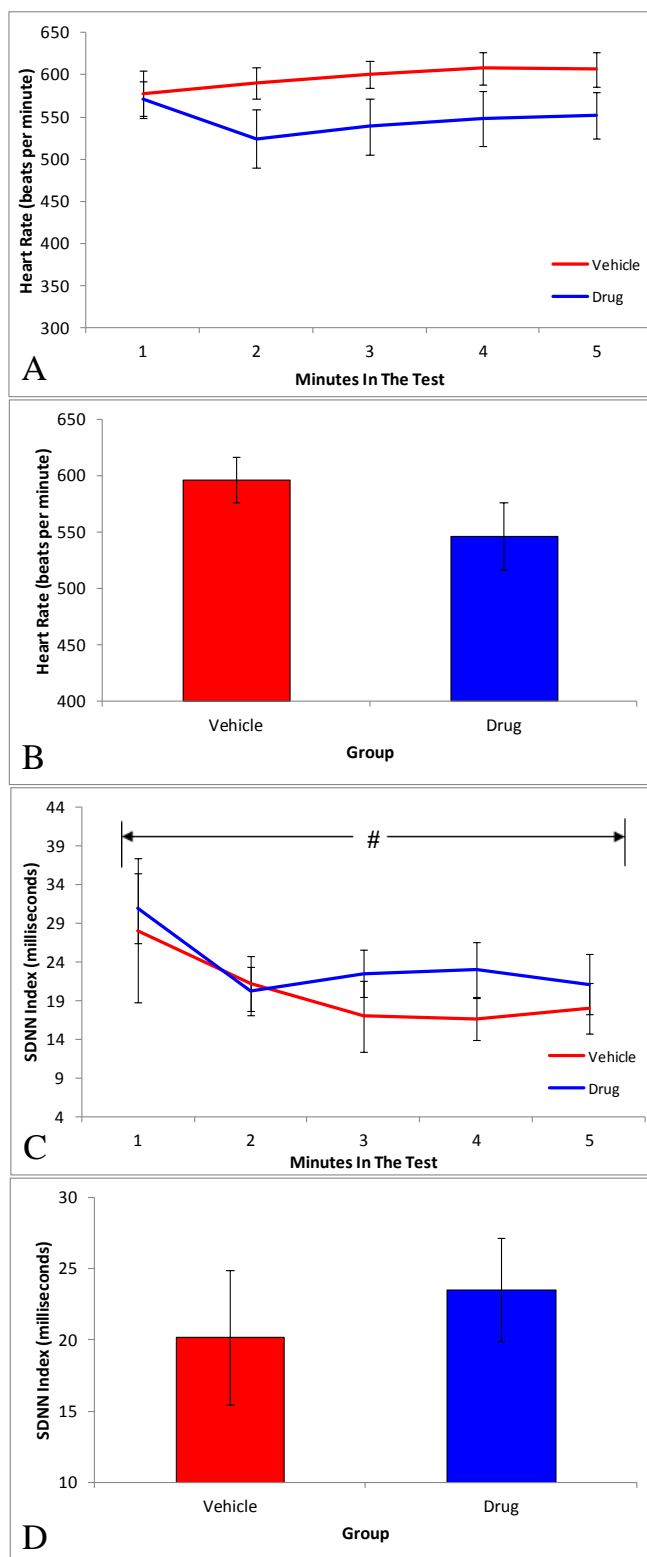 Heart Rate (beats per minute)
650
600
550
500
450
400
350
300
Vehicle
Drug
1 2 3 4 5
Minutes In The Test
A
Heart Rate (beats per minute)
650
600
550
500
450
400
Vehicle Drug
Group
B
SDNN Index (milliseconds)
44
39
34
29
24
19
14
9
4
#
Vehicle
Drug
1 2 3 4 5
Minutes In The Test
C
SDNN Index (milliseconds)
30
25
20
15
10
Vehicle Drug
Group
D